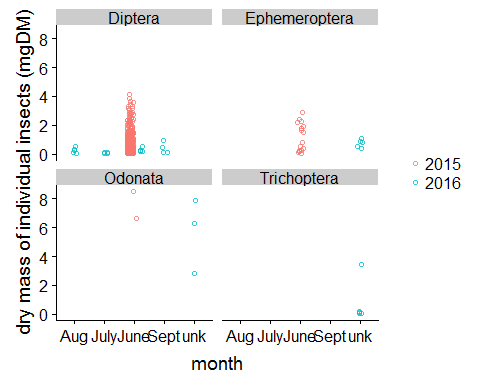 Diptera
Ephemeroptera
8
6
4
2
0
Odonata
Trichoptera
8
6
4
2
0
Aug July June Sept unk
Aug July June Sept unk
month
dry mass of individual insects (mgDM)
2015
2016